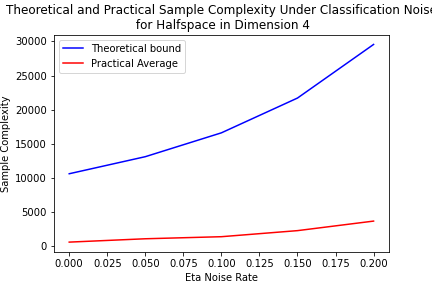 Theoretical and Practical Sample Complexity Under Classification Noise
for Halfspace in Dimension 4
30000
25000
20000
15000
10000
5000
0
Sample Complexity
Theoretical bound
Practical Average
0.000 0.025 0.050 0.075 0.100 0.125 0.150 0.175 0.200
Eta Noise Rate